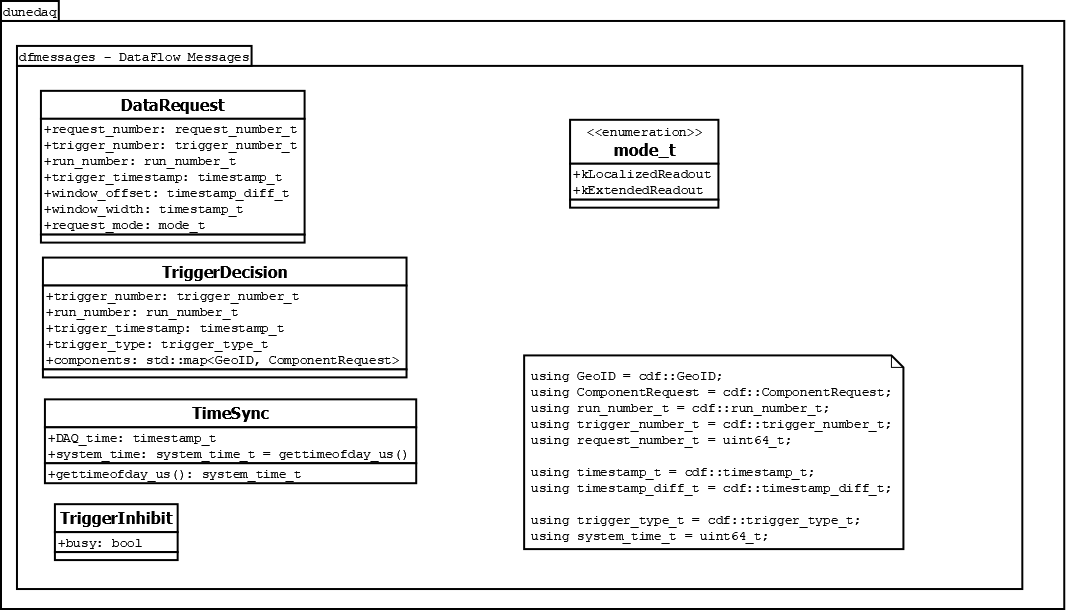 dunedaq
dfmessages - DataFlow Messages
DataRequest
+request_number: request_number_t
+trigger_number: trigger_number_t
+run_number: run_number_t
+trigger_timestamp: timestamp_t
+window_offset: timestamp_diff_t
+window_width: timestamp_t
+request_mode: mode_t
<<enumeration>>
mode_t
+kLocalizedReadout
+kExtendedReadout
TriggerDecision
+trigger_number: trigger_number_t
+run_number: run_number_t
+trigger_timestamp: timestamp_t
+trigger_type: trigger_type_t
+components: std::map<GeoID, ComponentRequest>
TimeSync
+DAQ_time: timestamp_t
+system_time: system_time_t = gettimeofday_us()
+gettimeofday_us(): system_time_t
TriggerInhibit
+busy: bool
using GeoID = cdf::GeoID;
using ComponentRequest = cdf::ComponentRequest;
using run_number_t = cdf::run_number_t;
using trigger_number_t = cdf::trigger_number_t;
using request_number_t = uint64_t;
using timestamp_t = cdf::timestamp_t;
using timestamp_diff_t = cdf::timestamp_diff_t;
using trigger_type_t = cdf::trigger_type_t;
using system_time_t = uint64_t;